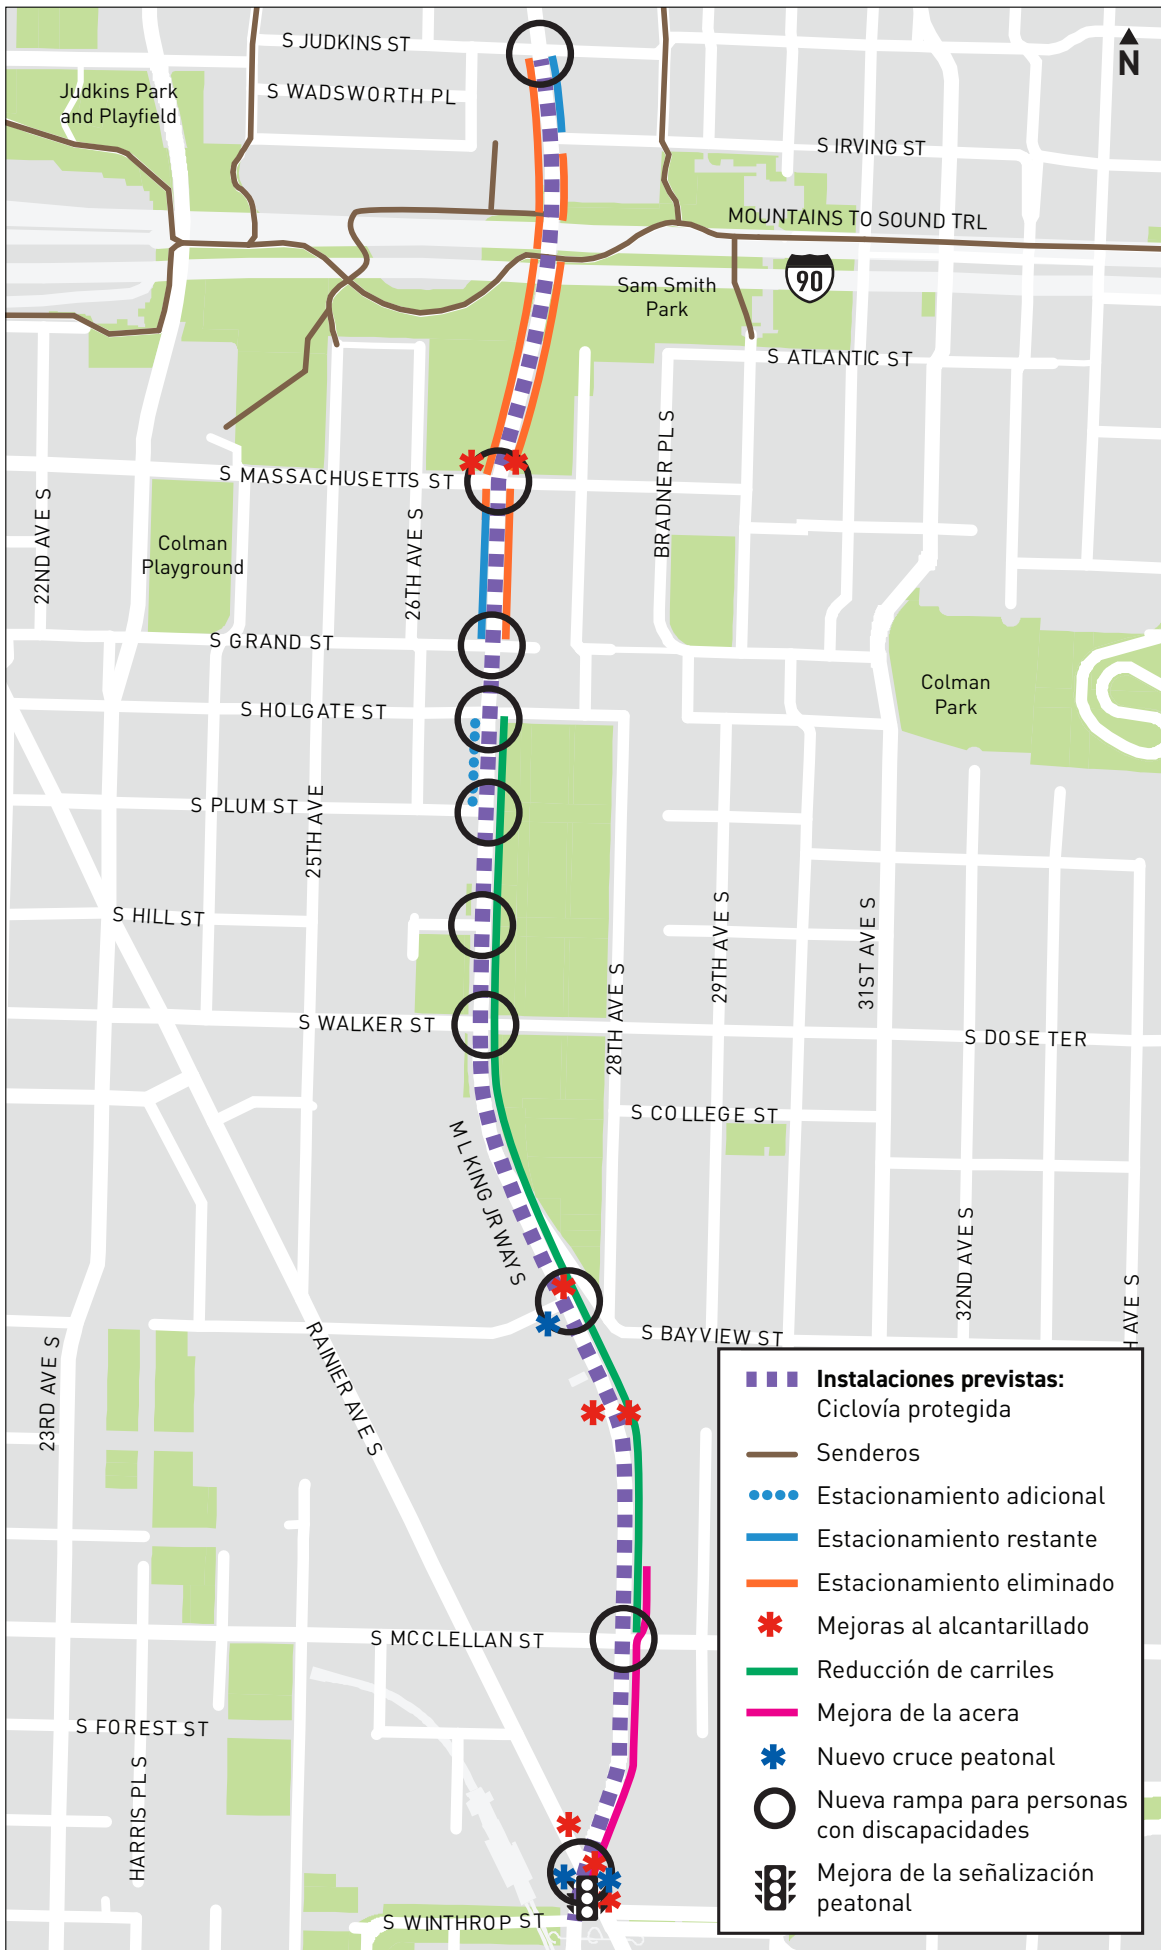 S JUDKINS ST
N
Judkins Park
and Playfield
S WADSWORTH PL
S IRVING ST
MOUNTAINS TO SOUND TRL
90
Sam Smith
Park
S ATLANTIC ST
BRADNER PL S
S MASSACHUSETTS ST
22ND AVE S
Colman
Playground
26TH AVE S
S GRAND ST
Colman
Park
S HOLGATE ST
25TH AVE
S PLUM ST
S HILL ST
29TH AVE S
31ST AVE S
28TH AVE S
S WALKER ST
S DOSE TER
S COLLEGE ST
M L KING JR WAY S
32ND AVE S
H AVE S
S BAYVIEW ST
RAINIER AVE S
23RD AVE S
S MCCLELLAN ST
S FOREST ST
HARRIS PL S
S WINTHROP ST
Instalaciones previstas:
Ciclovía protegida
Senderos
Estacionamiento adicional
Estacionamiento restante
Estacionamiento eliminado
Mejoras al alcantarillado
Reducción de carriles
Mejora de la acera
Nuevo cruce peatonal
Nueva rampa para personas
con discapacidades
Mejora de la señalización
peatonal